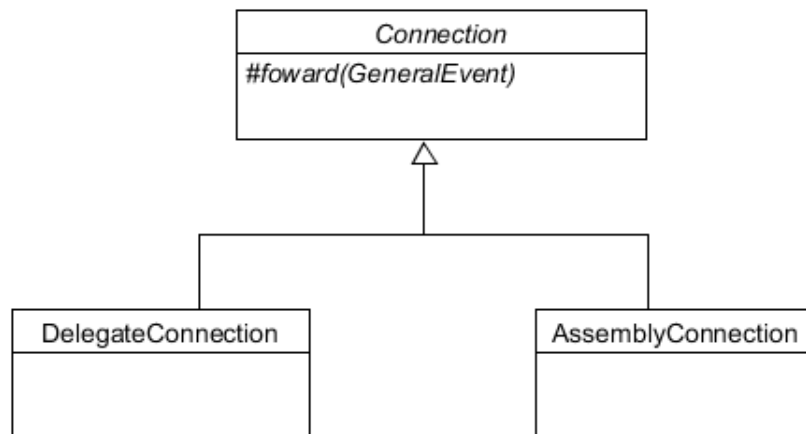 Connection
#foward(GeneralEvent)
DelegateConnection
AssemblyConnection